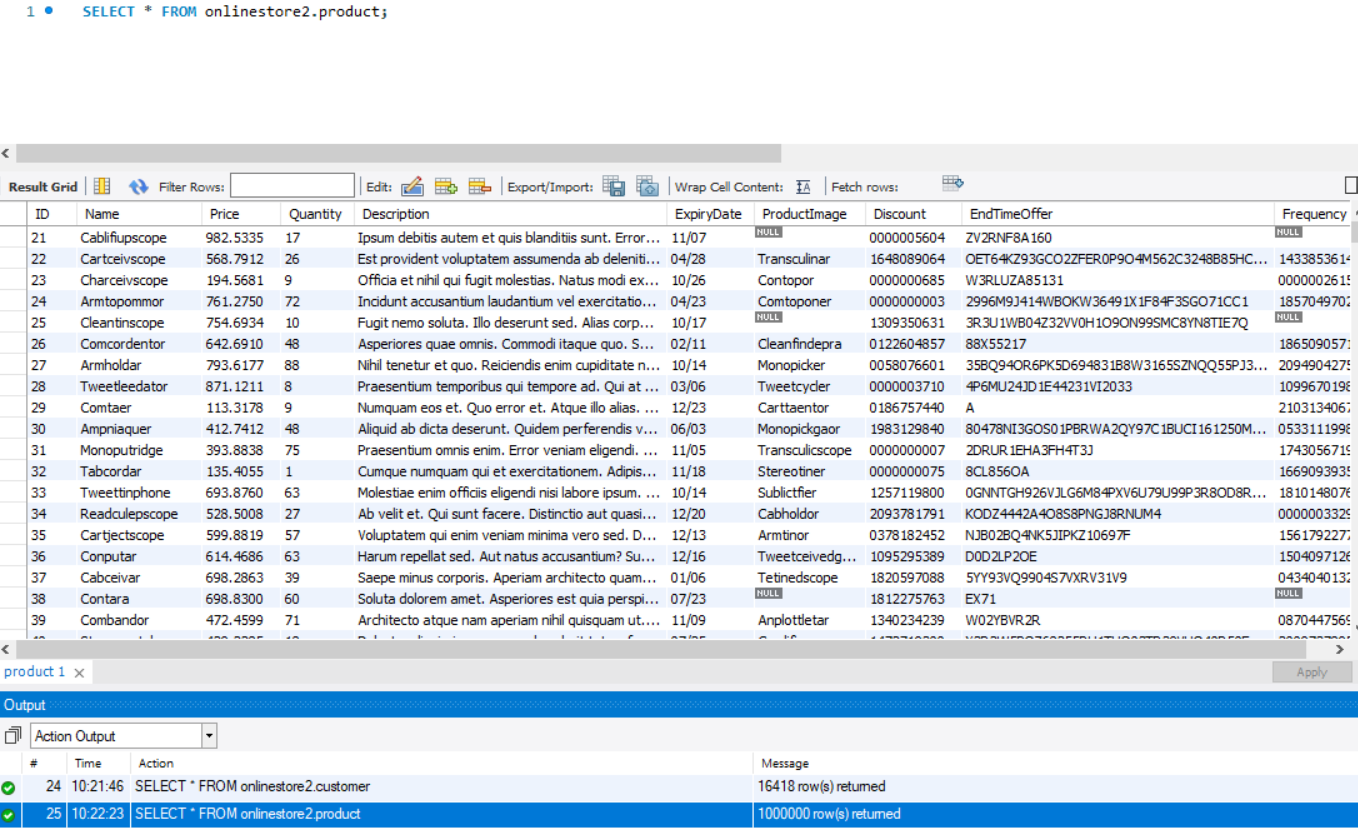 1 SELECT * FROM onlinestore2.product;
Result Grid Filter Rows: Edit: Export/Import: Wrap Cell Content: Fetch rows:
ID Name Price Quantity Description ExpiryDate ProductImage Discount EndTimeOffer Frequency
21 Cablifiupscope 982.5335 17 Ipsum debitis autem et quis blanditiis sunt. Error... 11/07 NULL 0000005604 ZV2RNF8A160 NULL
22 Cartceivscope 568.7912 26 Est provident voluptatem assumenda ab deleniti... 04/28 Transculinar 1648089064 OET64KZ93GCO2ZFER0P9O4M562C3248B85HC... 1433853614
23 Charceivscope 194.5681 9 Officia et nihil qui fugit molestias. Natus modi ex... 10/26 Contopor 0000000685 W3RLUZA85131 0000002615
24 Armtopommor 761.2750 72 Incidunt accusantium laudantium vel exercitatio... 04/23 Comtoponer 0000000003 2996M9J414WBOKW36491X1F84F3SGO71CC1 1857049702
25 Cleantinscope 754.6934 10 Fugit nemo soluta. Illo deserunt sed. Alias corp... 10/17 NULL 1309350631 3R3U1WB04Z32VV0H1O9ON99SMC8YN8TIE7Q NULL
26 Comcordentor 642.6910 48 Asperiores quae omnis. Commodi itaque quo. S... 02/11 Cleanfindepra 0122604857 88X55217 1865090571
27 Armholdar 793.6177 88 Nihil tenetur et quo. Reiciendis enim cupiditate n... 10/14 Monopicker 0058076601 35BQ94OR6PK5D694831B8W3165SZNQQ55PJ3... 2094904275
28 Tweetleedator 871.1211 8 Praesentium temporibus qui tempore ad. Qui at ... 03/06 Tweetcycler 0000003710 4P6MU24JD1E44231VI2033 1099670198
29 Comtaer 113.3178 9 Numquam eos et. Quo error et. Atque illo alias. ... 12/23 Carttaentor 0186757440 A 2103134067
30 Ampniaquer 412.7412 48 Aliquid ab dicta deserunt. Quidem perferendis v... 06/03 Monopickgaor 1983129840 80478NI3GOS01PBRWA2QY97C1BUCI161250M... 0533111998
31 Monoputridge 393.8838 75 Praesentium omnis enim. Error veniam eligendi. ... 11/05 Transculicscope 0000000007 2DRUR1EHA3FH4T3J 1743056719
32 Tabcordar 135.4055 1 Cumque numquam qui et exercitationem. Adipis... 11/18 Stereotiner 0000000075 8CL856OA 1669093935
33 Tweettinphone 693.8760 63 Molestiae enim officiis eligendi nisi labore ipsum. ... 10/14 Sublictfier 1257119800 0GNNTGH926VJLG6M84PXV6U79U99P3R8OD8R... 1810148076
34 Readculepscope 528.5008 27 Ab velit et. Qui sunt facere. Distinctio aut quasi... 12/20 Cabholdor 2093781791 KODZ4442A4O8S8PNGJ8RNUM4 0000003329
35 Cartjectscope 599.8819 57 Voluptatem qui enim veniam minima vero sed. D... 12/13 Armtinor 0378182452 NJB02BQ4NK5JIPKZ10697F 1561792277
36 Conputar 614.4686 63 Harum repellat sed. Aut natus accusantium? Su... 12/16 Tweetceivedg... 1095295389 D0D2LP2OE 1504097126
37 Cabceivar 698.2863 39 Saepe minus corporis. Aperiam architecto quam... 01/06 Tetinedscope 1820597088 5YY93VQ9904S7VXRV31V9 0434040132
38 Contara 698.8300 60 Soluta dolorem amet. Asperiores est quia perspi... 07/23 NULL 1812275763 EX71 NULL
39 Combandor 472.4599 71 Architecto atque nam aperiam nihil quisquam ut.... 11/09 Anplottletar 1340234239 W02YBVR2R 0870447569
product 1 Apply
Output
Action Output
# Time Action Message
24 10:21:46 SELECT * FROM onlinestore2.customer 16418 row(s) returned
25 10:22:23 SELECT * FROM onlinestore2.product 1000000 row(s) returned